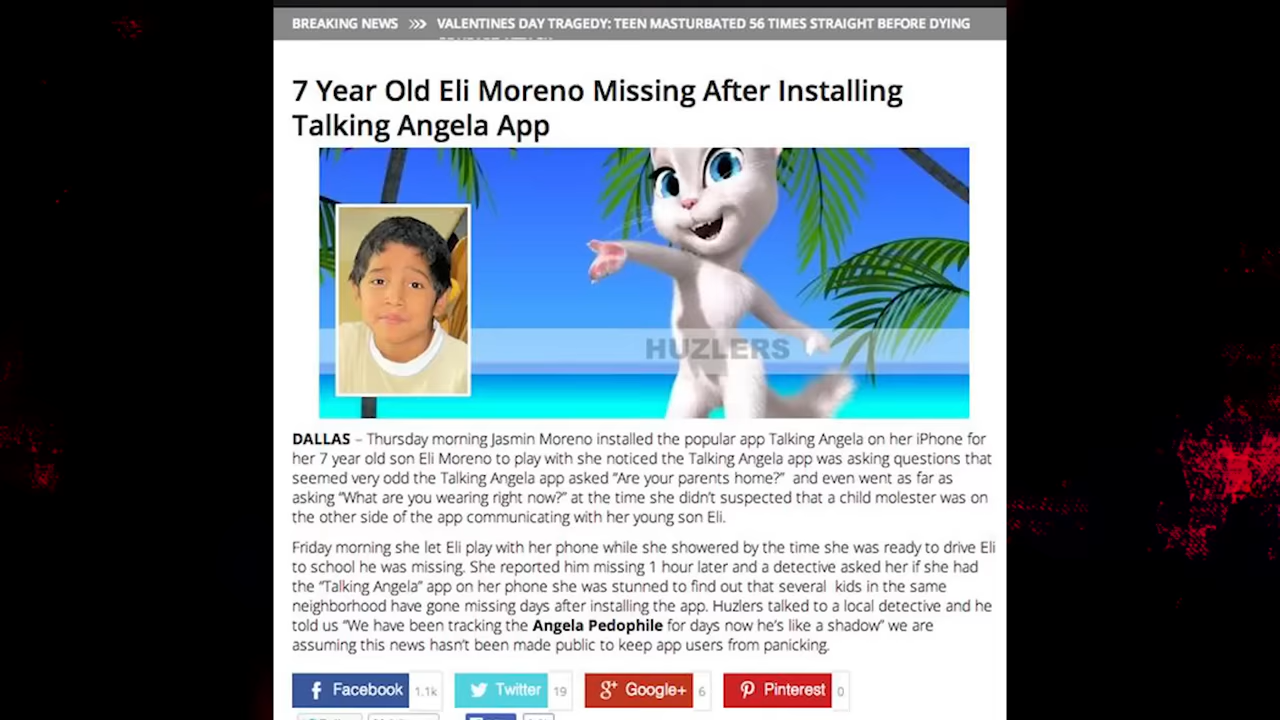 BREAKING NEWS >>> VALENTINES DAY TRAGEDY: TEEN MASTURBATED 56 TIMES STRAIGHT BEFORE DYING
7 Year Old Eli Moreno Missing After Installing
Talking Angela App
HUZLERS
DALLAS – Thursday morning Jasmin Moreno installed the popular app Talking Angela on her iPhone for
her 7 year old son Eli Moreno to play with she noticed the Talking Angela app was asking questions that
seemed very odd the Talking Angela app asked “Are your parents home?” and even went as far as
asking “What are you wearing right now?” at the time she didn’t suspected that a child molester was on
the other side of the app communicating with her young son Eli.
Friday morning she let Eli play with her phone while she showered by the time she was ready to drive Eli
to school he was missing. She reported him missing 1 hour later and a detective asked her if she had
the “Talking Angela” app on her phone she was stunned to find out that several kids in the same
neighborhood have gone missing days after installing the app. Huzlers talked to a local detective and he
told us “We have been tracking the Angela Pedophile for days now he’s like a shadow” we are
assuming this news hasn’t been made public to keep app users from panicking.
Facebook 1.1k Twitter 19 Google+ 6 Pinterest 0